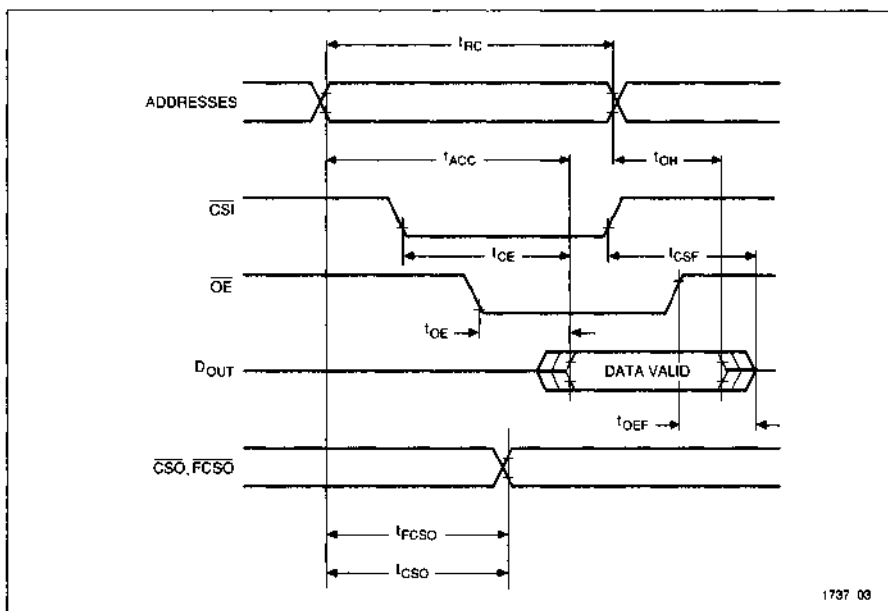 tRC
ADDRESSES
tACC
tOH
CSI
tCE
tCSF
OE
tOE
DOUT
DATA VALID
tOEF
CSO, FCSO
tFCSO
tCSO
1737 03